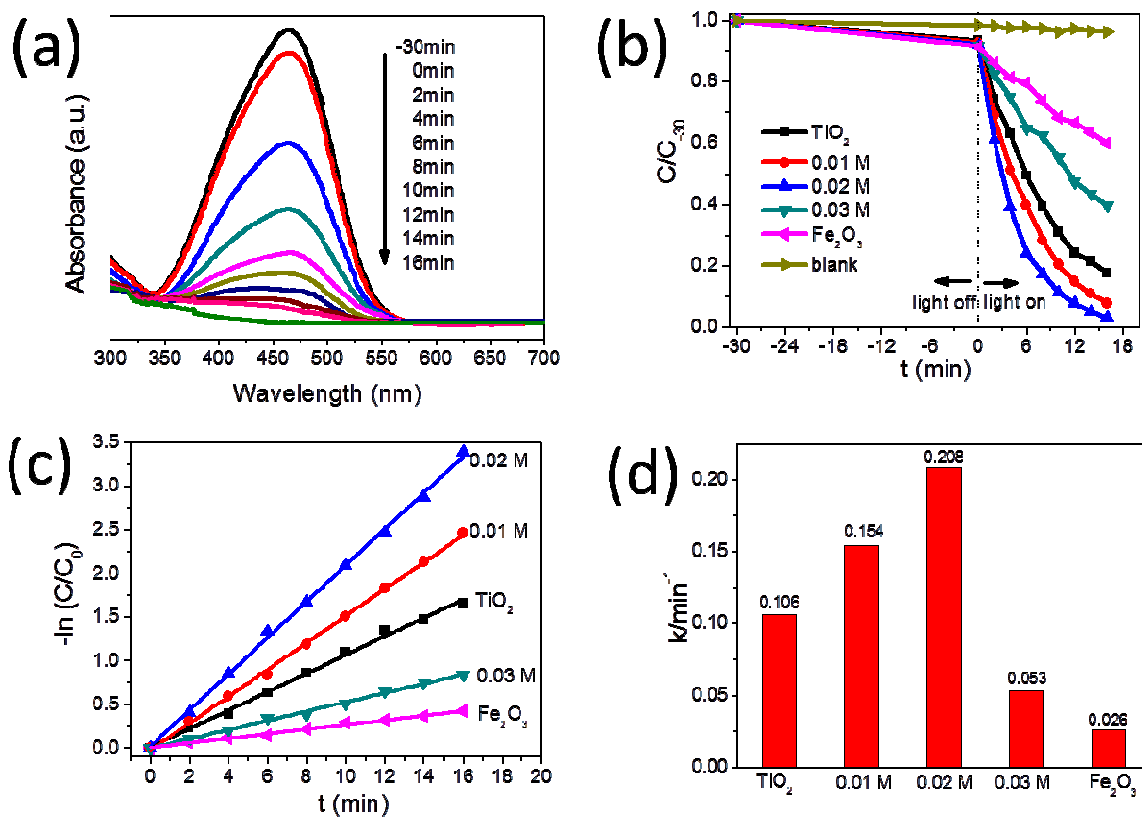 (a)
Absorbance (a.u.)
-30min
0min
2min
4min
6min
8min
10min
12min
14min
16min
300 350 400 450 500 550 600 650 700
Wavelength (nm)
(b)
C/C-30
1.0
0.8
0.6
0.4
0.2
0.0
TiO2
0.01 M
0.02 M
0.03 M
Fe2O3
blank
light off light on
-30 -24 -18 -12 -6 0 6 12 18
t (min)
(c)
-ln (C/C0)
3.5
3.0
2.5
2.0
1.5
1.0
0.5
0.0
0.02 M
0.01 M
TiO2
0.03 M
Fe2O3
0 2 4 6 8 10 12 14 16 18 20
t (min)
(d)
k/min-1
0.20
0.15
0.10
0.05
0.00
0.106
0.154
0.208
0.053
0.026
TiO2 0.01 M 0.02 M 0.03 M Fe2O3